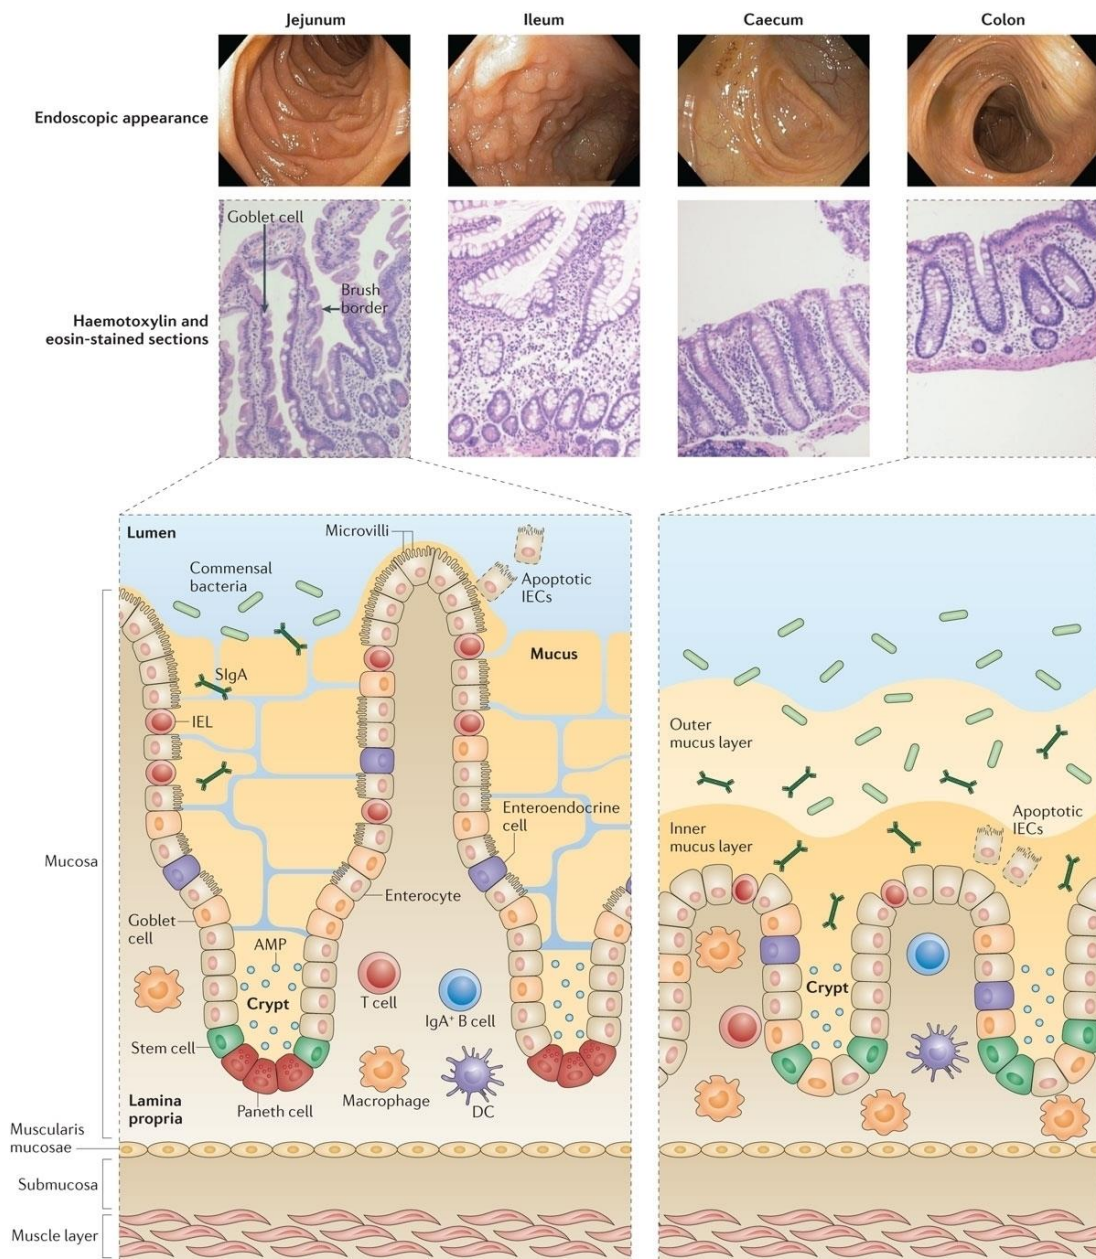 Jejunum
Ileum
Caecum
Colon
Endoscopic appearance
Goblet cell
Brush
border
Haemotoxylin and
eosin-stained sections
Lumen
Microvilli
Commensal
bacteria
Apoptotic
IECs
Mucus
SIgA
IEL
Outer
mucus layer
Enteroendocrine
cell
Apoptotic
IECs
Inner
mucus layer
Mucosa
Enterocyte
Goblet
cell
AMP
Crypt
T cell
IgA⁺ B cell
Crypt
Stem cell
Macrophage
DC
Paneth cell
Lamina
propria
Muscularis
mucosae
Submucosa
Muscle layer